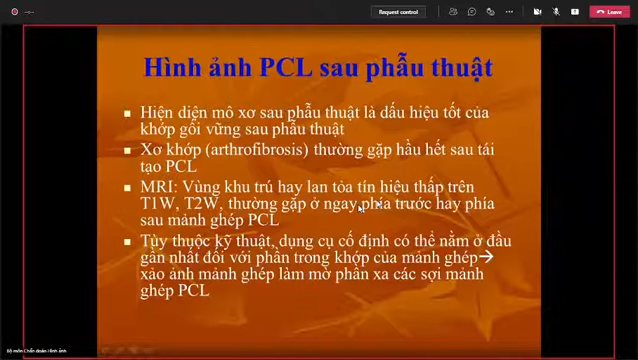 Request control
Leave
Hình ảnh PCL sau phẫu thuật
Hiện diện mô xơ sau phẫu thuật là dấu hiệu tốt của
khớp gối vững sau phẫu thuật
Xơ khớp (arthrofibrosis) thường gặp hầu hết sau tái
tạo PCL
MRI: Vùng khu trú hay lan tỏa tín hiệu thấp trên
T1W, T2W, thường gặp ở ngay phía trước hay phía
sau mảnh ghép PCL
Tùy thuộc kỹ thuật, dụng cụ cố định có thể nằm ở đầu
gần nhất đối với phần trong khớp của mảnh ghép→
xảo ảnh mảnh ghép làm mờ phần xa các sợi mảnh
ghép PCL
Bộ môn Chẩn đoán Hình ảnh